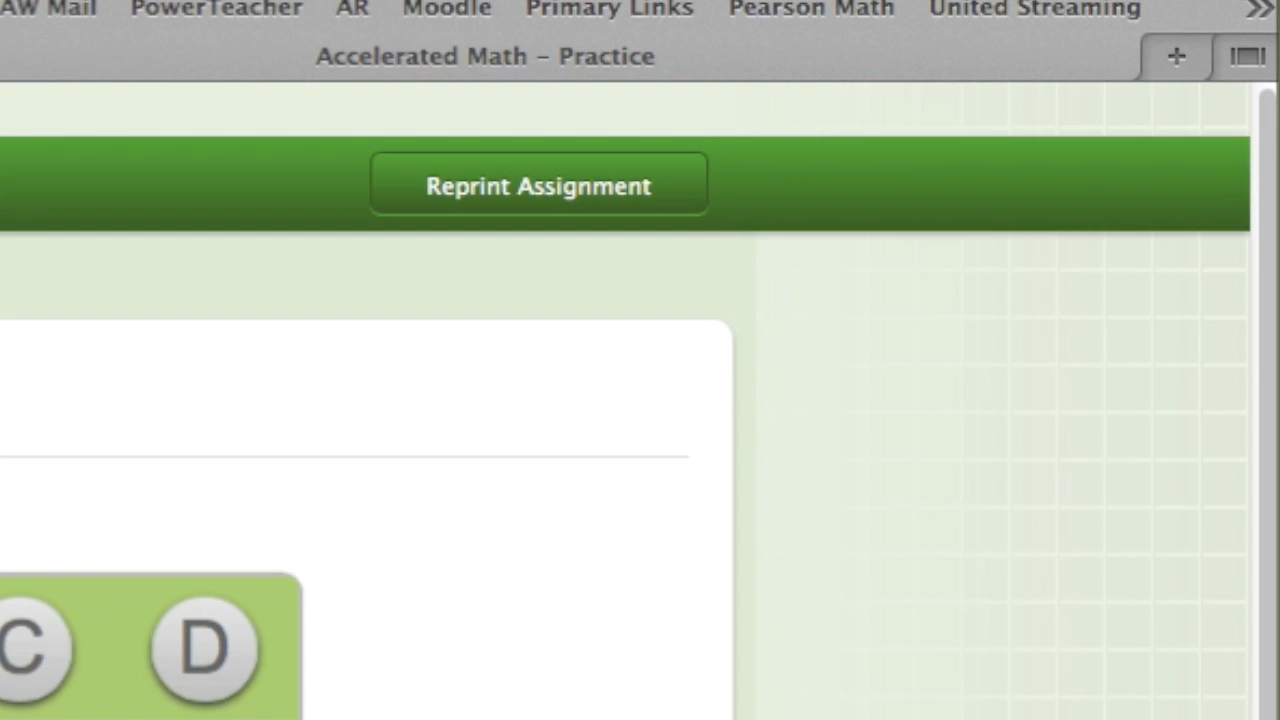 AW Mail PowerTeacher AR Moodle Primary Links Pearson Math United Streaming
Accelerated Math – Practice
Reprint Assignment
C D